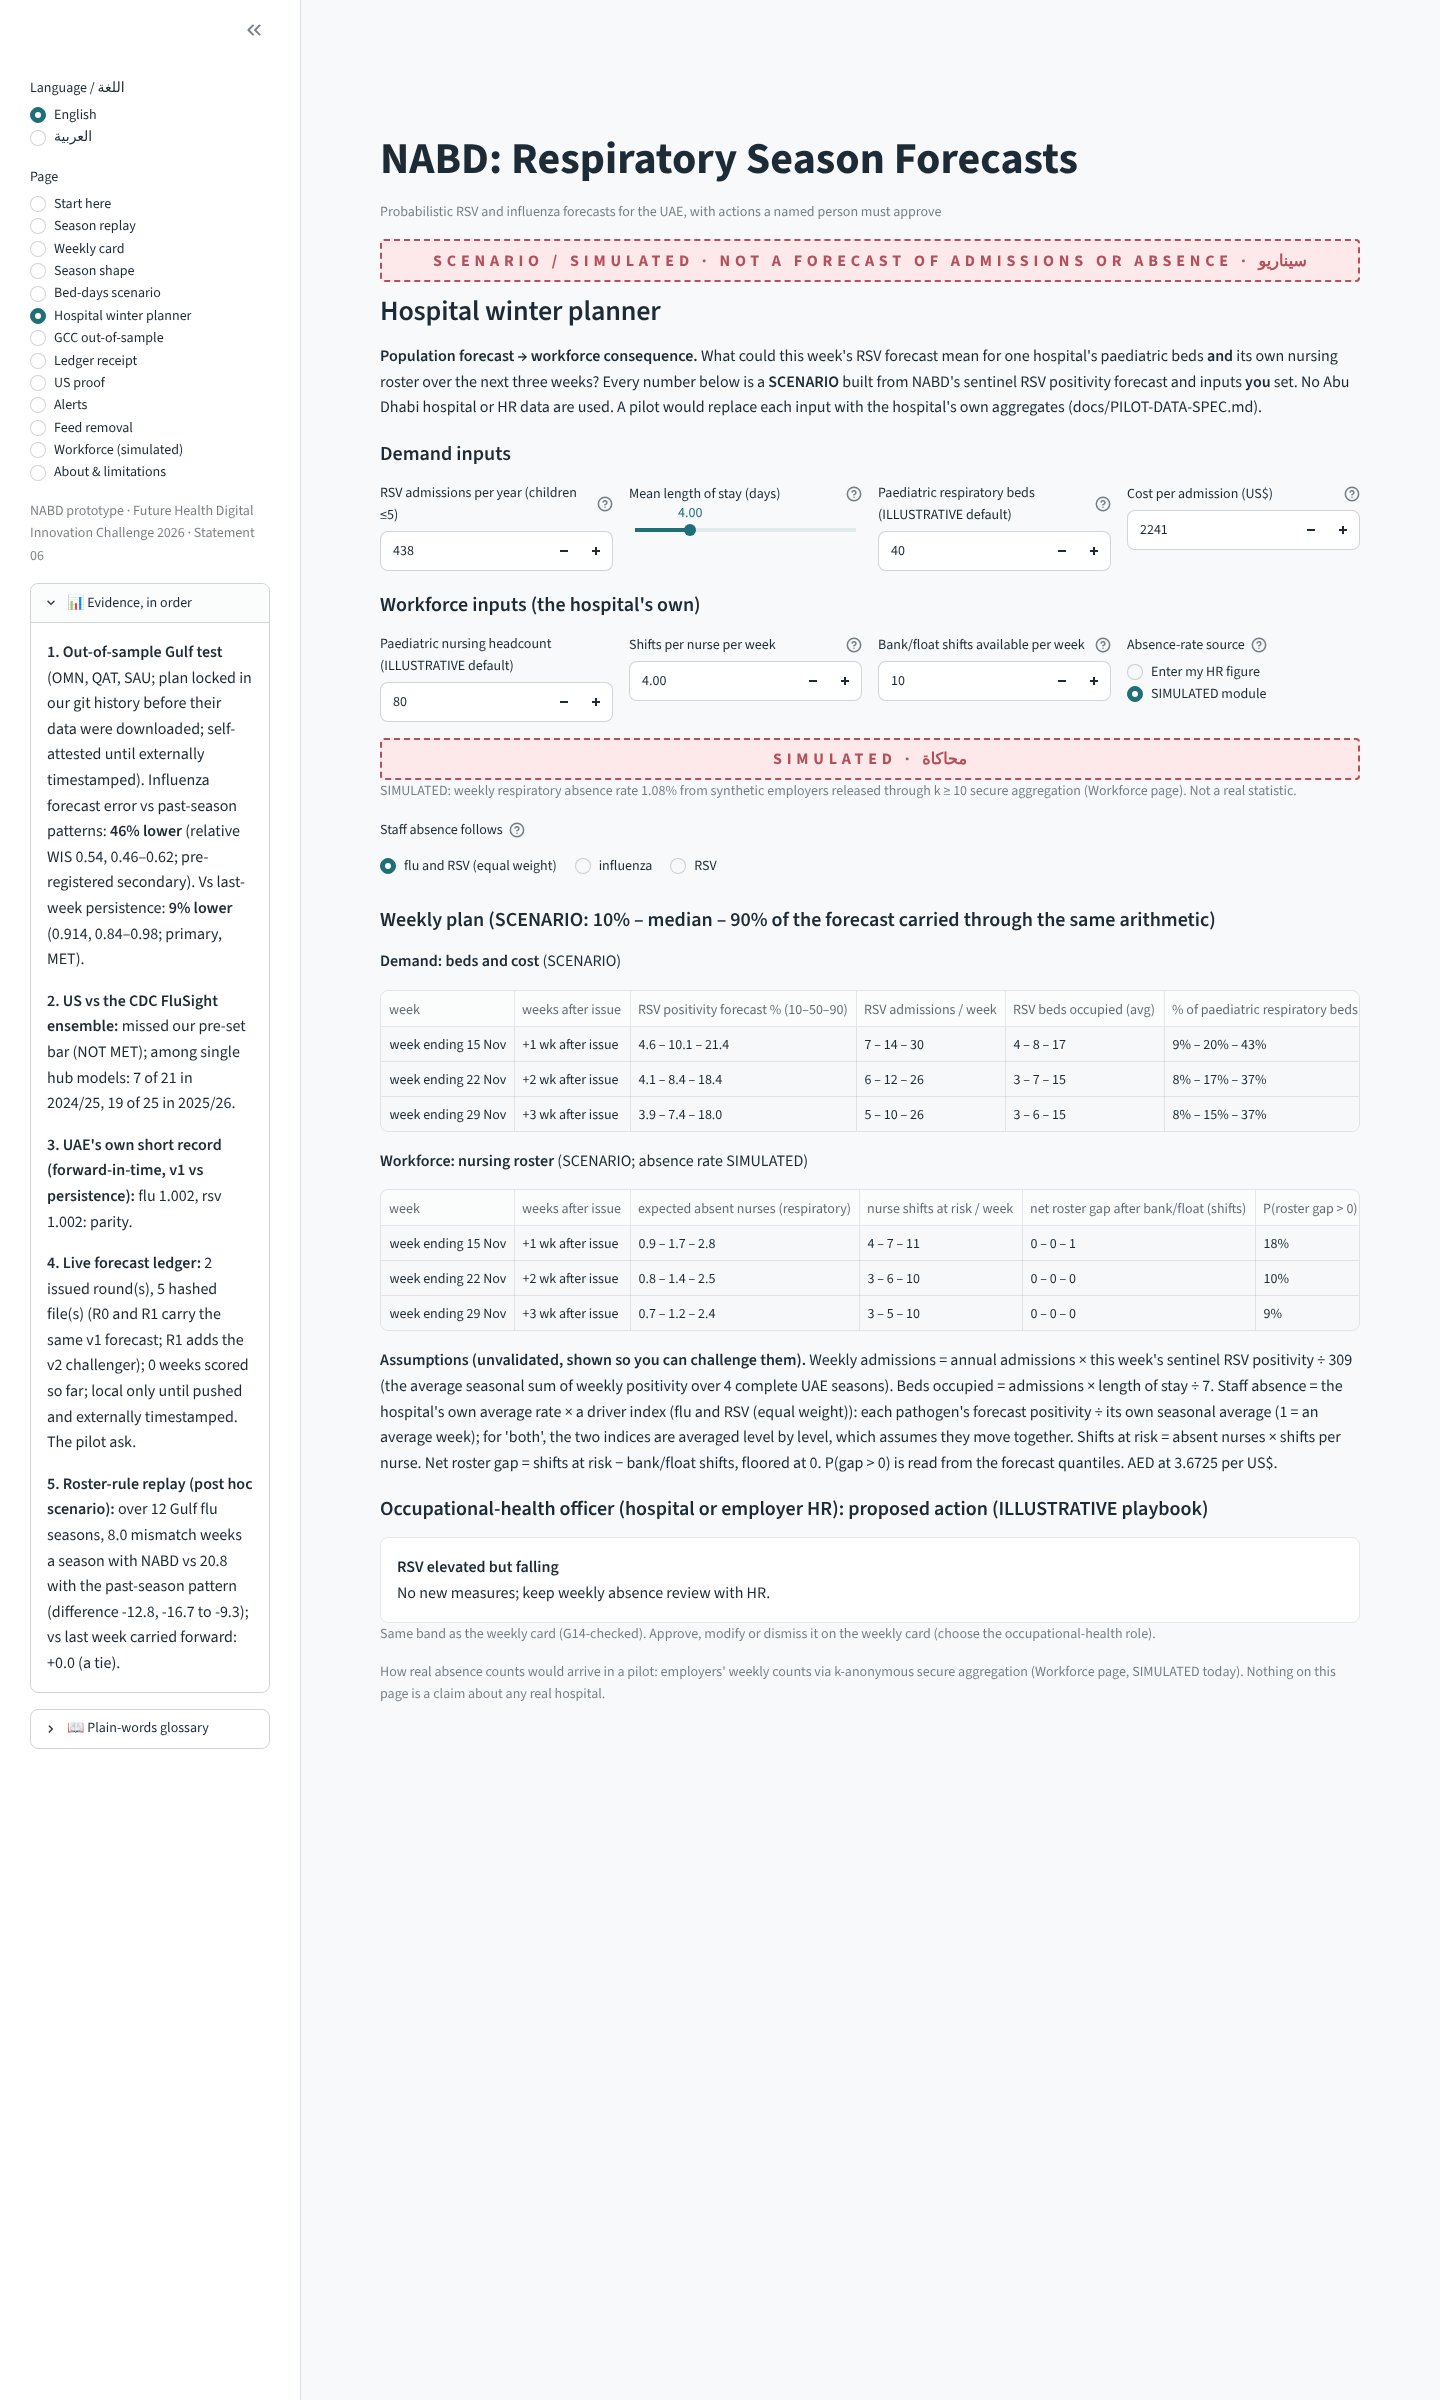 Language / اللغة
English
العربية
Page
Start here
Season replay
Weekly card
Season shape
Bed-days scenario
Hospital winter planner
GCC out-of-sample
Ledger receipt
US proof
Alerts
Feed removal
Workforce (simulated)
About & limitations
NABD prototype · Future Health Digital
Innovation Challenge 2026 · Statement
06
📊 Evidence, in order
1. Out-of-sample Gulf test
(OMN, QAT, SAU; plan locked in
our git history before their
data were downloaded; self-
attested until externally
timestamped). Influenza
forecast error vs past-season
patterns: 46% lower (relative
WIS 0.54, 0.46–0.62; pre-
registered secondary). Vs last-
week persistence: 9% lower
(0.914, 0.84–0.98; primary,
MET).
2. US vs the CDC FluSight
ensemble: missed our pre-set
bar (NOT MET); among single
hub models: 7 of 21 in
2024/25, 19 of 25 in 2025/26.
3. UAE's own short record
(forward-in-time, v1 vs
persistence): flu 1.002, rsv
1.002: parity.
4. Live forecast ledger: 2
issued round(s), 5 hashed
file(s) (R0 and R1 carry the
same v1 forecast; R1 adds the
v2 challenger); 0 weeks scored
so far; local only until pushed
and externally timestamped.
The pilot ask.
5. Roster-rule replay (post hoc
scenario): over 12 Gulf flu
seasons, 8.0 mismatch weeks
a season with NABD vs 20.8
with the past-season pattern
(difference -12.8, -16.7 to -9.3);
vs last week carried forward:
+0.0 (a tie).
📖 Plain-words glossary
NABD: Respiratory Season Forecasts
Probabilistic RSV and influenza forecasts for the UAE, with actions a named person must approve
SCENARIO / SIMULATED · NOT A FORECAST OF ADMISSIONS OR ABSENCE · سيناريو
Hospital winter planner
Population forecast → workforce consequence. What could this week's RSV forecast mean for one hospital's paediatric beds and its own nursing
roster over the next three weeks? Every number below is a SCENARIO built from NABD's sentinel RSV positivity forecast and inputs you set. No Abu
Dhabi hospital or HR data are used. A pilot would replace each input with the hospital's own aggregates (docs/PILOT-DATA-SPEC.md).
Demand inputs
RSV admissions per year (children
≤5)
438
Mean length of stay (days)
4.00
Paediatric respiratory beds
(ILLUSTRATIVE default)
40
Cost per admission (US$)
2241
Workforce inputs (the hospital's own)
Paediatric nursing headcount
(ILLUSTRATIVE default)
80
Shifts per nurse per week
4.00
Bank/float shifts available per week
10
Absence-rate source
Enter my HR figure
SIMULATED module
SIMULATED · محاكاة
SIMULATED: weekly respiratory absence rate 1.08% from synthetic employers released through k ≥ 10 secure aggregation (Workforce page). Not a real statistic.
Staff absence follows
flu and RSV (equal weight) influenza RSV
Weekly plan (SCENARIO: 10% – median – 90% of the forecast carried through the same arithmetic)
Demand: beds and cost (SCENARIO)
week weeks after issue RSV positivity forecast % (10–50–90) RSV admissions / week RSV beds occupied (avg) % of paediatric respiratory beds
week ending 15 Nov +1 wk after issue 4.6 – 10.1 – 21.4 7 – 14 – 30 4 – 8 – 17 9% – 20% – 43%
week ending 22 Nov +2 wk after issue 4.1 – 8.4 – 18.4 6 – 12 – 26 3 – 7 – 15 8% – 17% – 37%
week ending 29 Nov +3 wk after issue 3.9 – 7.4 – 18.0 5 – 10 – 26 3 – 6 – 15 8% – 15% – 37%
Workforce: nursing roster (SCENARIO; absence rate SIMULATED)
week weeks after issue expected absent nurses (respiratory) nurse shifts at risk / week net roster gap after bank/float (shifts) P(roster gap > 0)
week ending 15 Nov +1 wk after issue 0.9 – 1.7 – 2.8 4 – 7 – 11 0 – 0 – 1 18%
week ending 22 Nov +2 wk after issue 0.8 – 1.4 – 2.5 3 – 6 – 10 0 – 0 – 0 10%
week ending 29 Nov +3 wk after issue 0.7 – 1.2 – 2.4 3 – 5 – 10 0 – 0 – 0 9%
Assumptions (unvalidated, shown so you can challenge them). Weekly admissions = annual admissions × this week's sentinel RSV positivity ÷ 309
(the average seasonal sum of weekly positivity over 4 complete UAE seasons). Beds occupied = admissions × length of stay ÷ 7. Staff absence = the
hospital's own average rate × a driver index (flu and RSV (equal weight)): each pathogen's forecast positivity ÷ its own seasonal average (1 = an
average week); for 'both', the two indices are averaged level by level, which assumes they move together. Shifts at risk = absent nurses × shifts per
nurse. Net roster gap = shifts at risk − bank/float shifts, floored at 0. P(gap > 0) is read from the forecast quantiles. AED at 3.6725 per US$.
Occupational-health officer (hospital or employer HR): proposed action (ILLUSTRATIVE playbook)
RSV elevated but falling
No new measures; keep weekly absence review with HR.
Same band as the weekly card (G14-checked). Approve, modify or dismiss it on the weekly card (choose the occupational-health role).
How real absence counts would arrive in a pilot: employers' weekly counts via k-anonymous secure aggregation (Workforce page, SIMULATED today). Nothing on this
page is a claim about any real hospital.